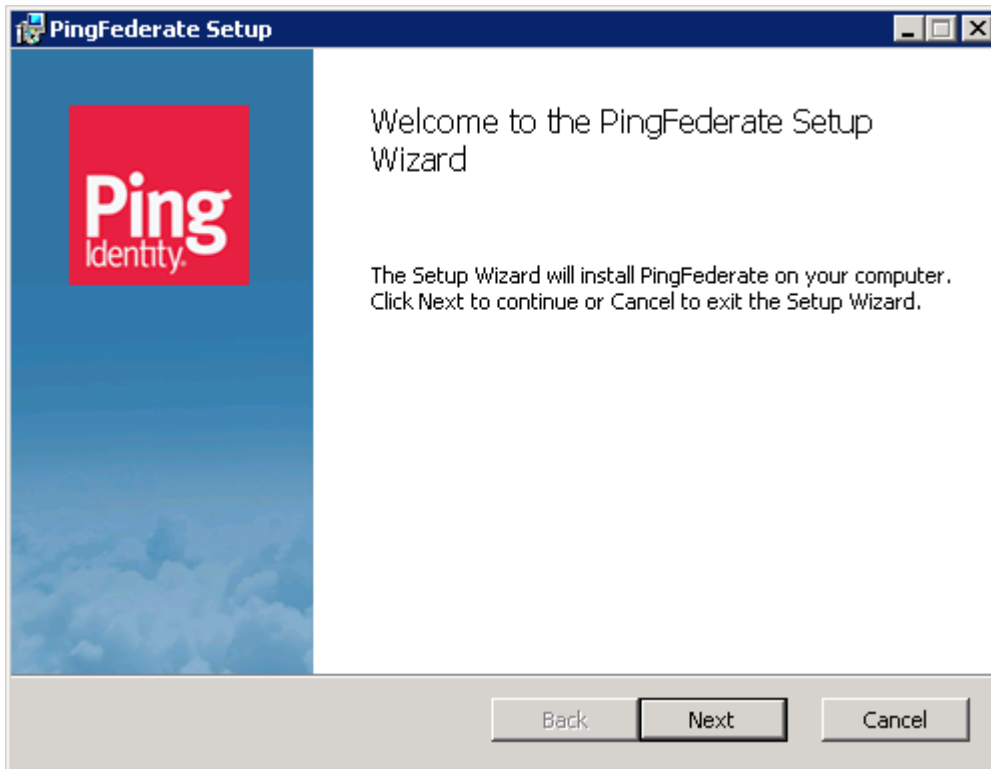 PingFederate Setup
Ping
Identity.
Welcome to the PingFederate Setup
Wizard
The Setup Wizard will install PingFederate on your computer.
Click Next to continue or Cancel to exit the Setup Wizard.
Back
Next
Cancel